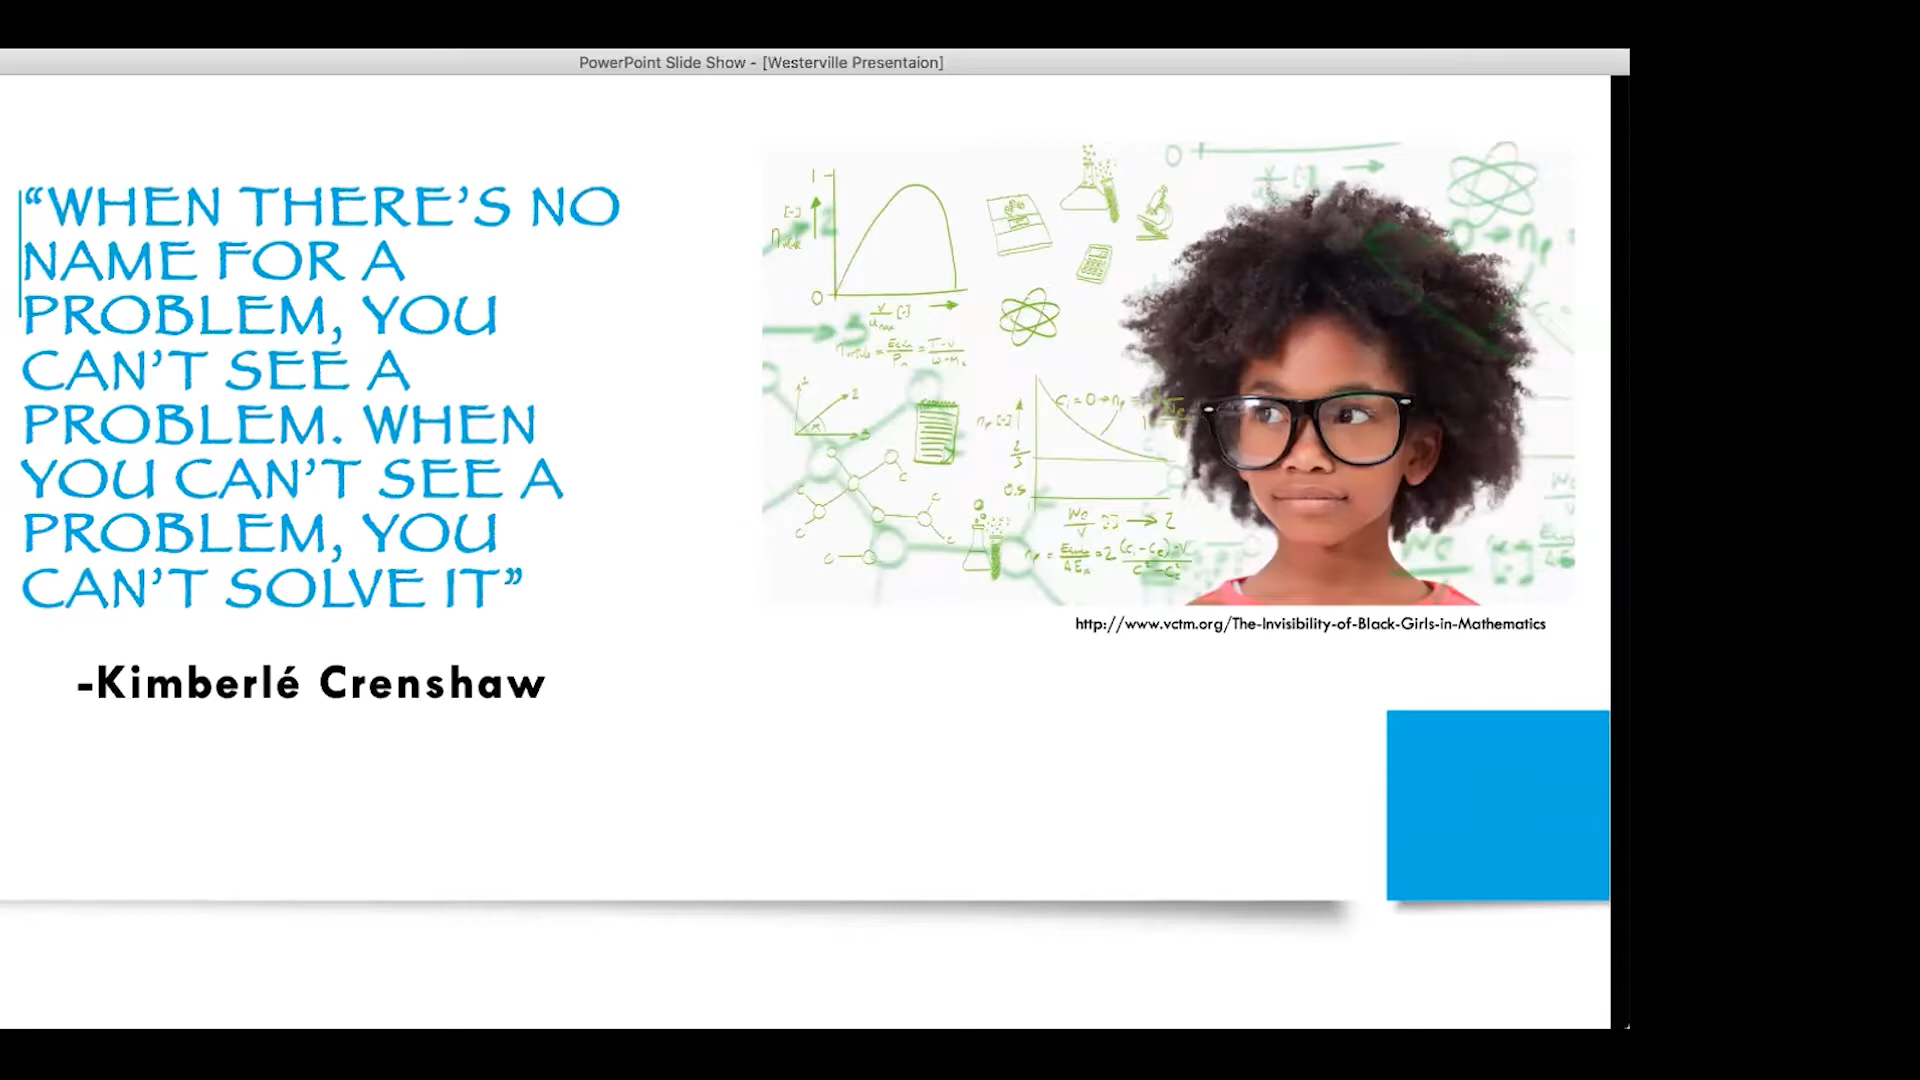 PowerPoint Slide Show - [Westerville Presentaion]
“WHEN THERE’S NO
NAME FOR A
PROBLEM, YOU
CAN’T SEE A
PROBLEM. WHEN
YOU CAN’T SEE A
PROBLEM, YOU
CAN’T SOLVE IT”
-Kimberlé Crenshaw
http://www.vctm.org/The-Invisibility-of-Black-Girls-in-Mathematics